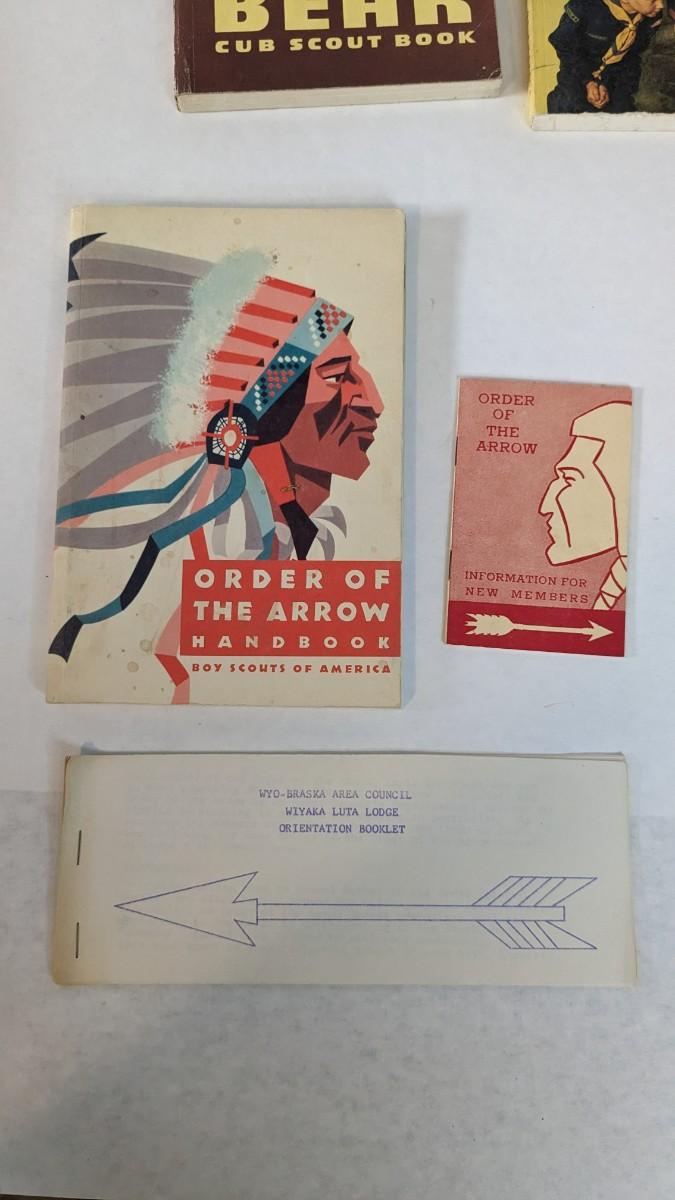 BEAR
CUB SCOUT BOOK
ORDER OF
THE ARROW
HANDBOOK
BOY SCOUTS OF AMERICA
ORDER
OF
THE
ARROW
INFORMATION FOR
NEW MEMBERS
WYO-BRASKA AREA COUNCIL
WIYAKA LUTA LODGE
ORIENTATION BOOKLET